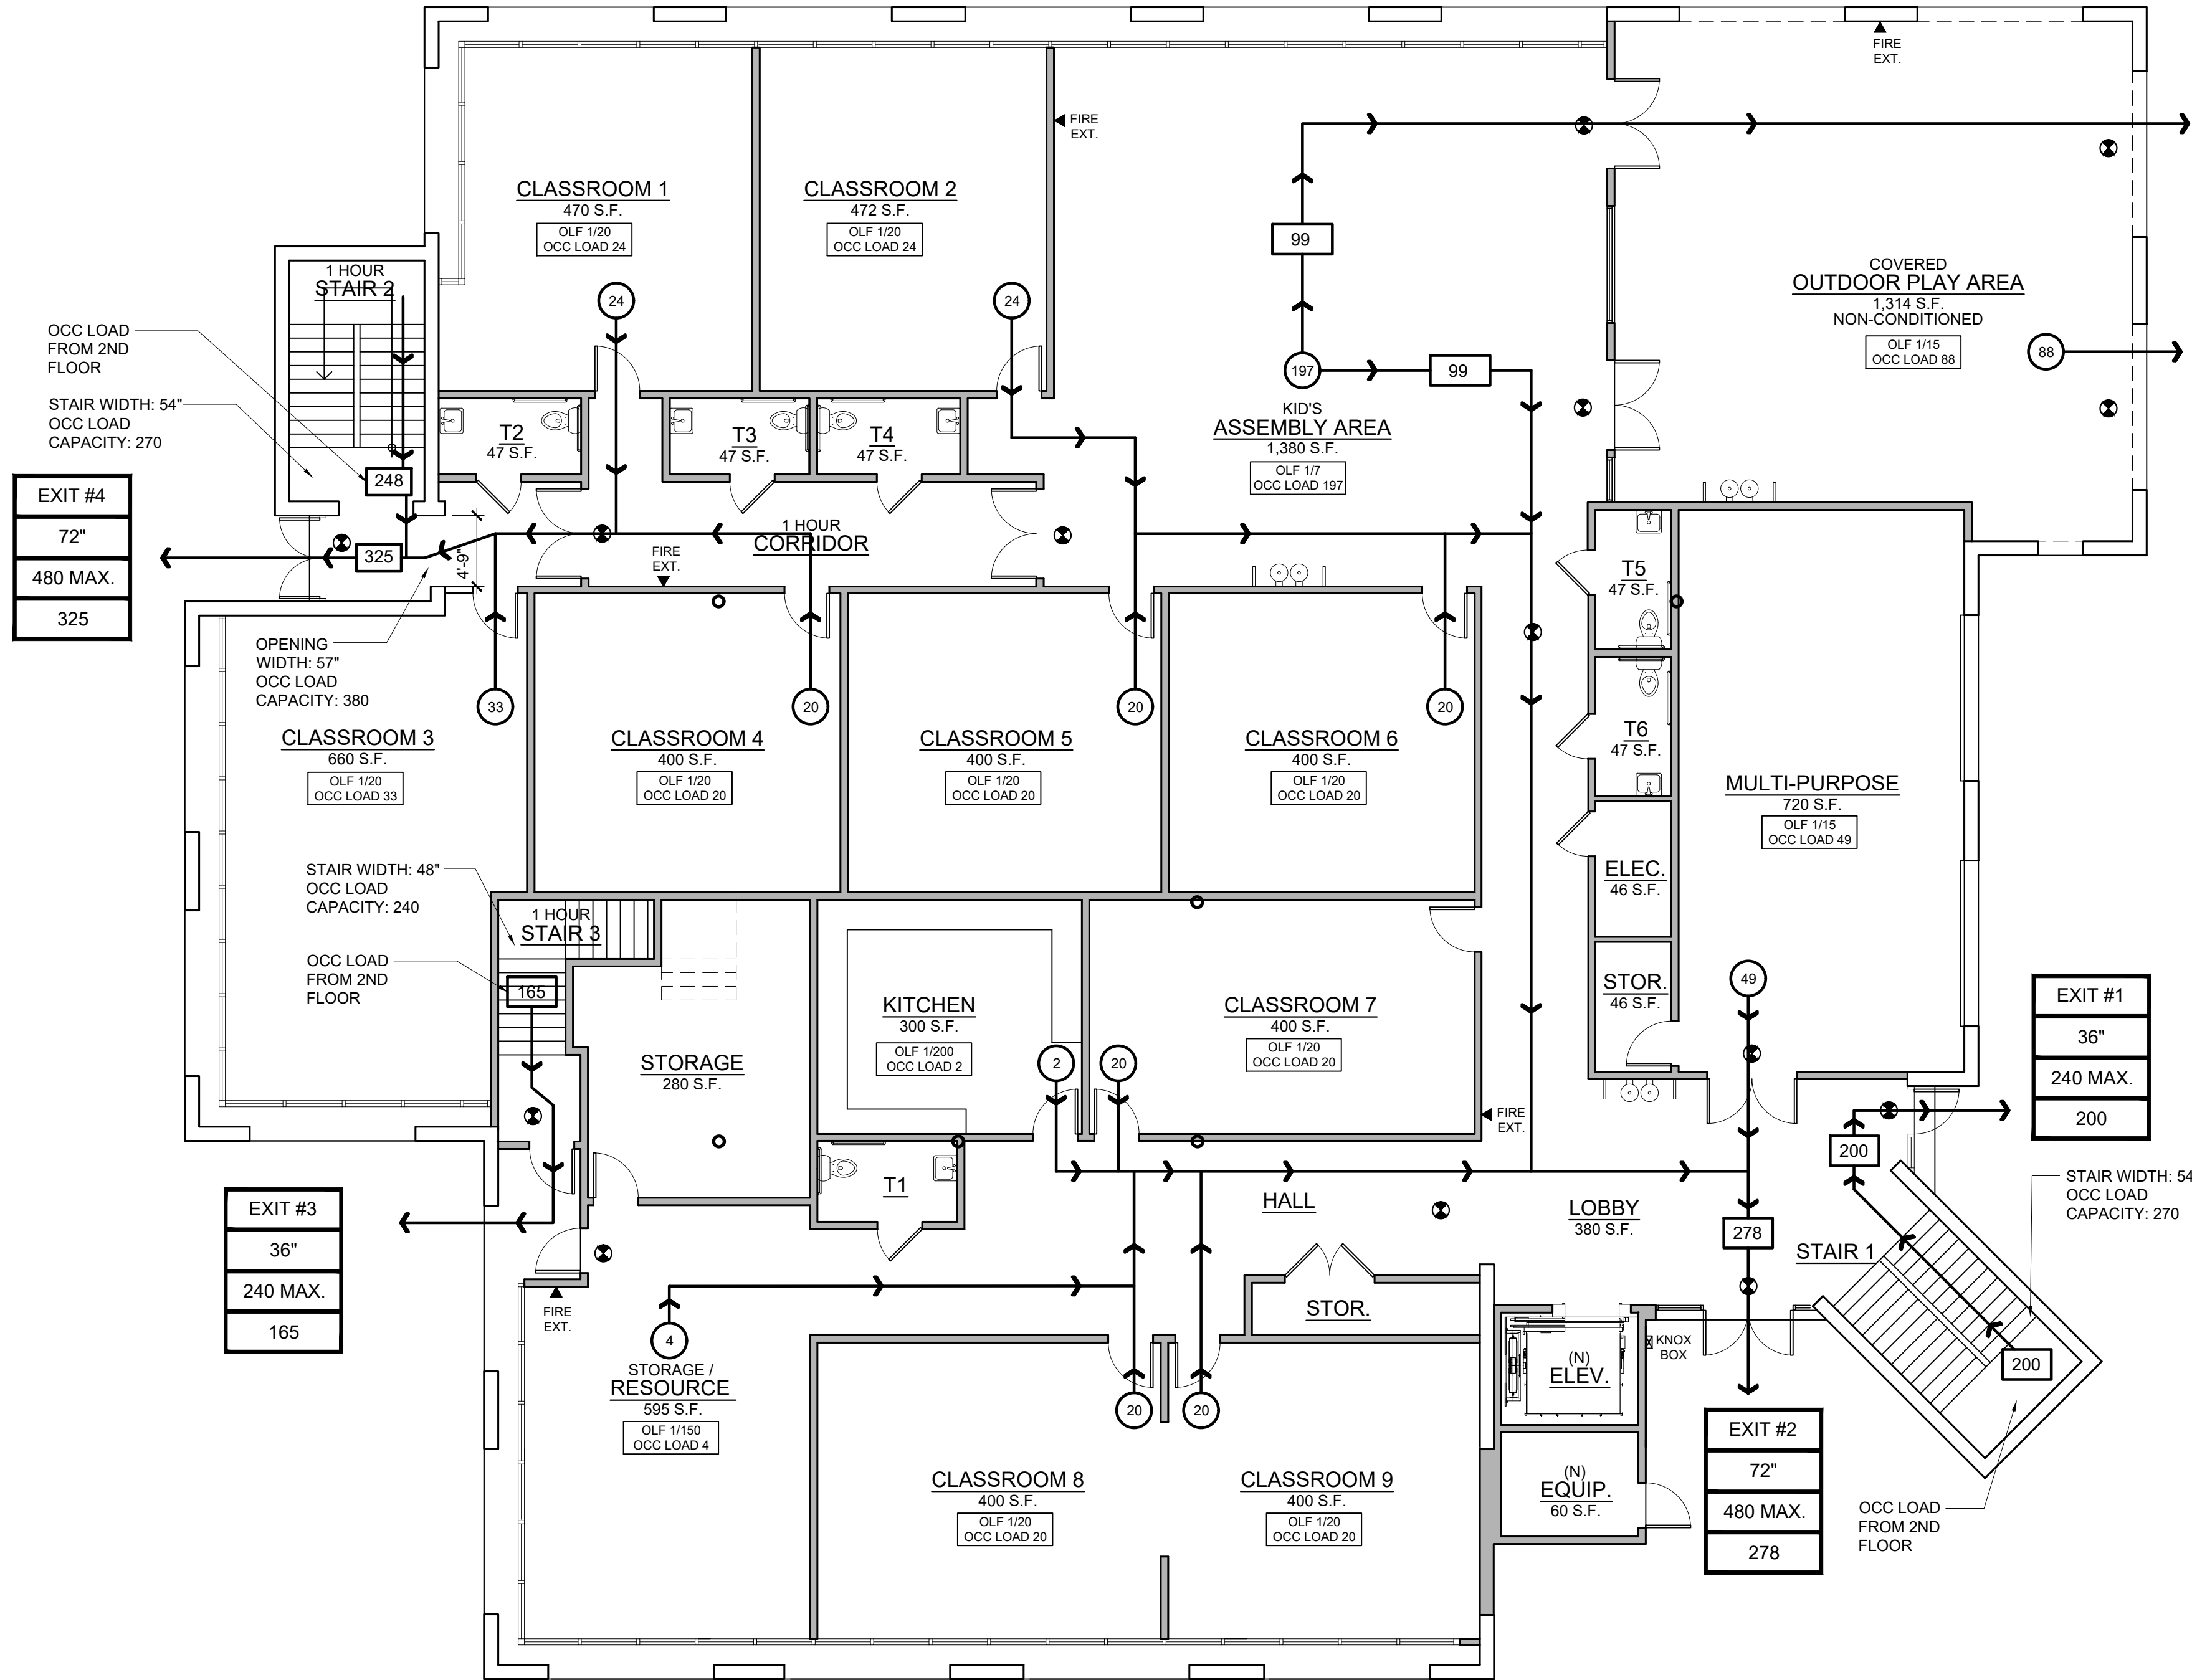 FIRE
EXT.
FIRE
EXT.
CLASSROOM 1
470 S.F.
OLF 1/20
OCC LOAD 24
CLASSROOM 2
472 S.F.
OLF 1/20
OCC LOAD 24
99
COVERED
OUTDOOR PLAY AREA
1,314 S.F.
NON-CONDITIONED
OLF 1/15
OCC LOAD 88
88
1 HOUR
STAIR 2
24
24
OCC LOAD
FROM 2ND
FLOOR
STAIR WIDTH: 54"
OCC LOAD
CAPACITY: 270
197
99
KID'S
ASSEMBLY AREA
1,380 S.F.
OLF 1/7
OCC LOAD 197
T2
47 S.F.
T3
47 S.F.
T4
47 S.F.
248
EXIT #4
72"
480 MAX.
325
325
4'-9"
1 HOUR
CORRIDOR
FIRE
EXT.
T5
47 S.F.
OPENING
WIDTH: 57"
OCC LOAD
CAPACITY: 380
33
20
20
20
CLASSROOM 3
660 S.F.
OLF 1/20
OCC LOAD 33
CLASSROOM 4
400 S.F.
OLF 1/20
OCC LOAD 20
CLASSROOM 5
400 S.F.
OLF 1/20
OCC LOAD 20
CLASSROOM 6
400 S.F.
OLF 1/20
OCC LOAD 20
T6
47 S.F.
MULTI-PURPOSE
720 S.F.
OLF 1/15
OCC LOAD 49
STAIR WIDTH: 48"
OCC LOAD
CAPACITY: 240
ELEC.
46 S.F.
1 HOUR
STAIR 3
OCC LOAD
FROM 2ND
FLOOR
165
STOR.
46 S.F.
49
KITCHEN
300 S.F.
OLF 1/200
OCC LOAD 2
CLASSROOM 7
400 S.F.
OLF 1/20
OCC LOAD 20
STORAGE
280 S.F.
2
20
EXIT #1
36"
240 MAX.
200
FIRE
EXT.
200
T1
HALL
LOBBY
380 S.F.
278
STAIR 1
STAIR WIDTH: 54
OCC LOAD
CAPACITY: 270
EXIT #3
36"
240 MAX.
165
FIRE
EXT.
STOR.
4
STORAGE /
RESOURCE
595 S.F.
OLF 1/150
OCC LOAD 4
20
20
(N)
ELEV.
KNOX
BOX
200
EXIT #2
72"
480 MAX.
278
CLASSROOM 8
400 S.F.
OLF 1/20
OCC LOAD 20
CLASSROOM 9
400 S.F.
OLF 1/20
OCC LOAD 20
(N)
EQUIP.
60 S.F.
OCC LOAD
FROM 2ND
FLOOR